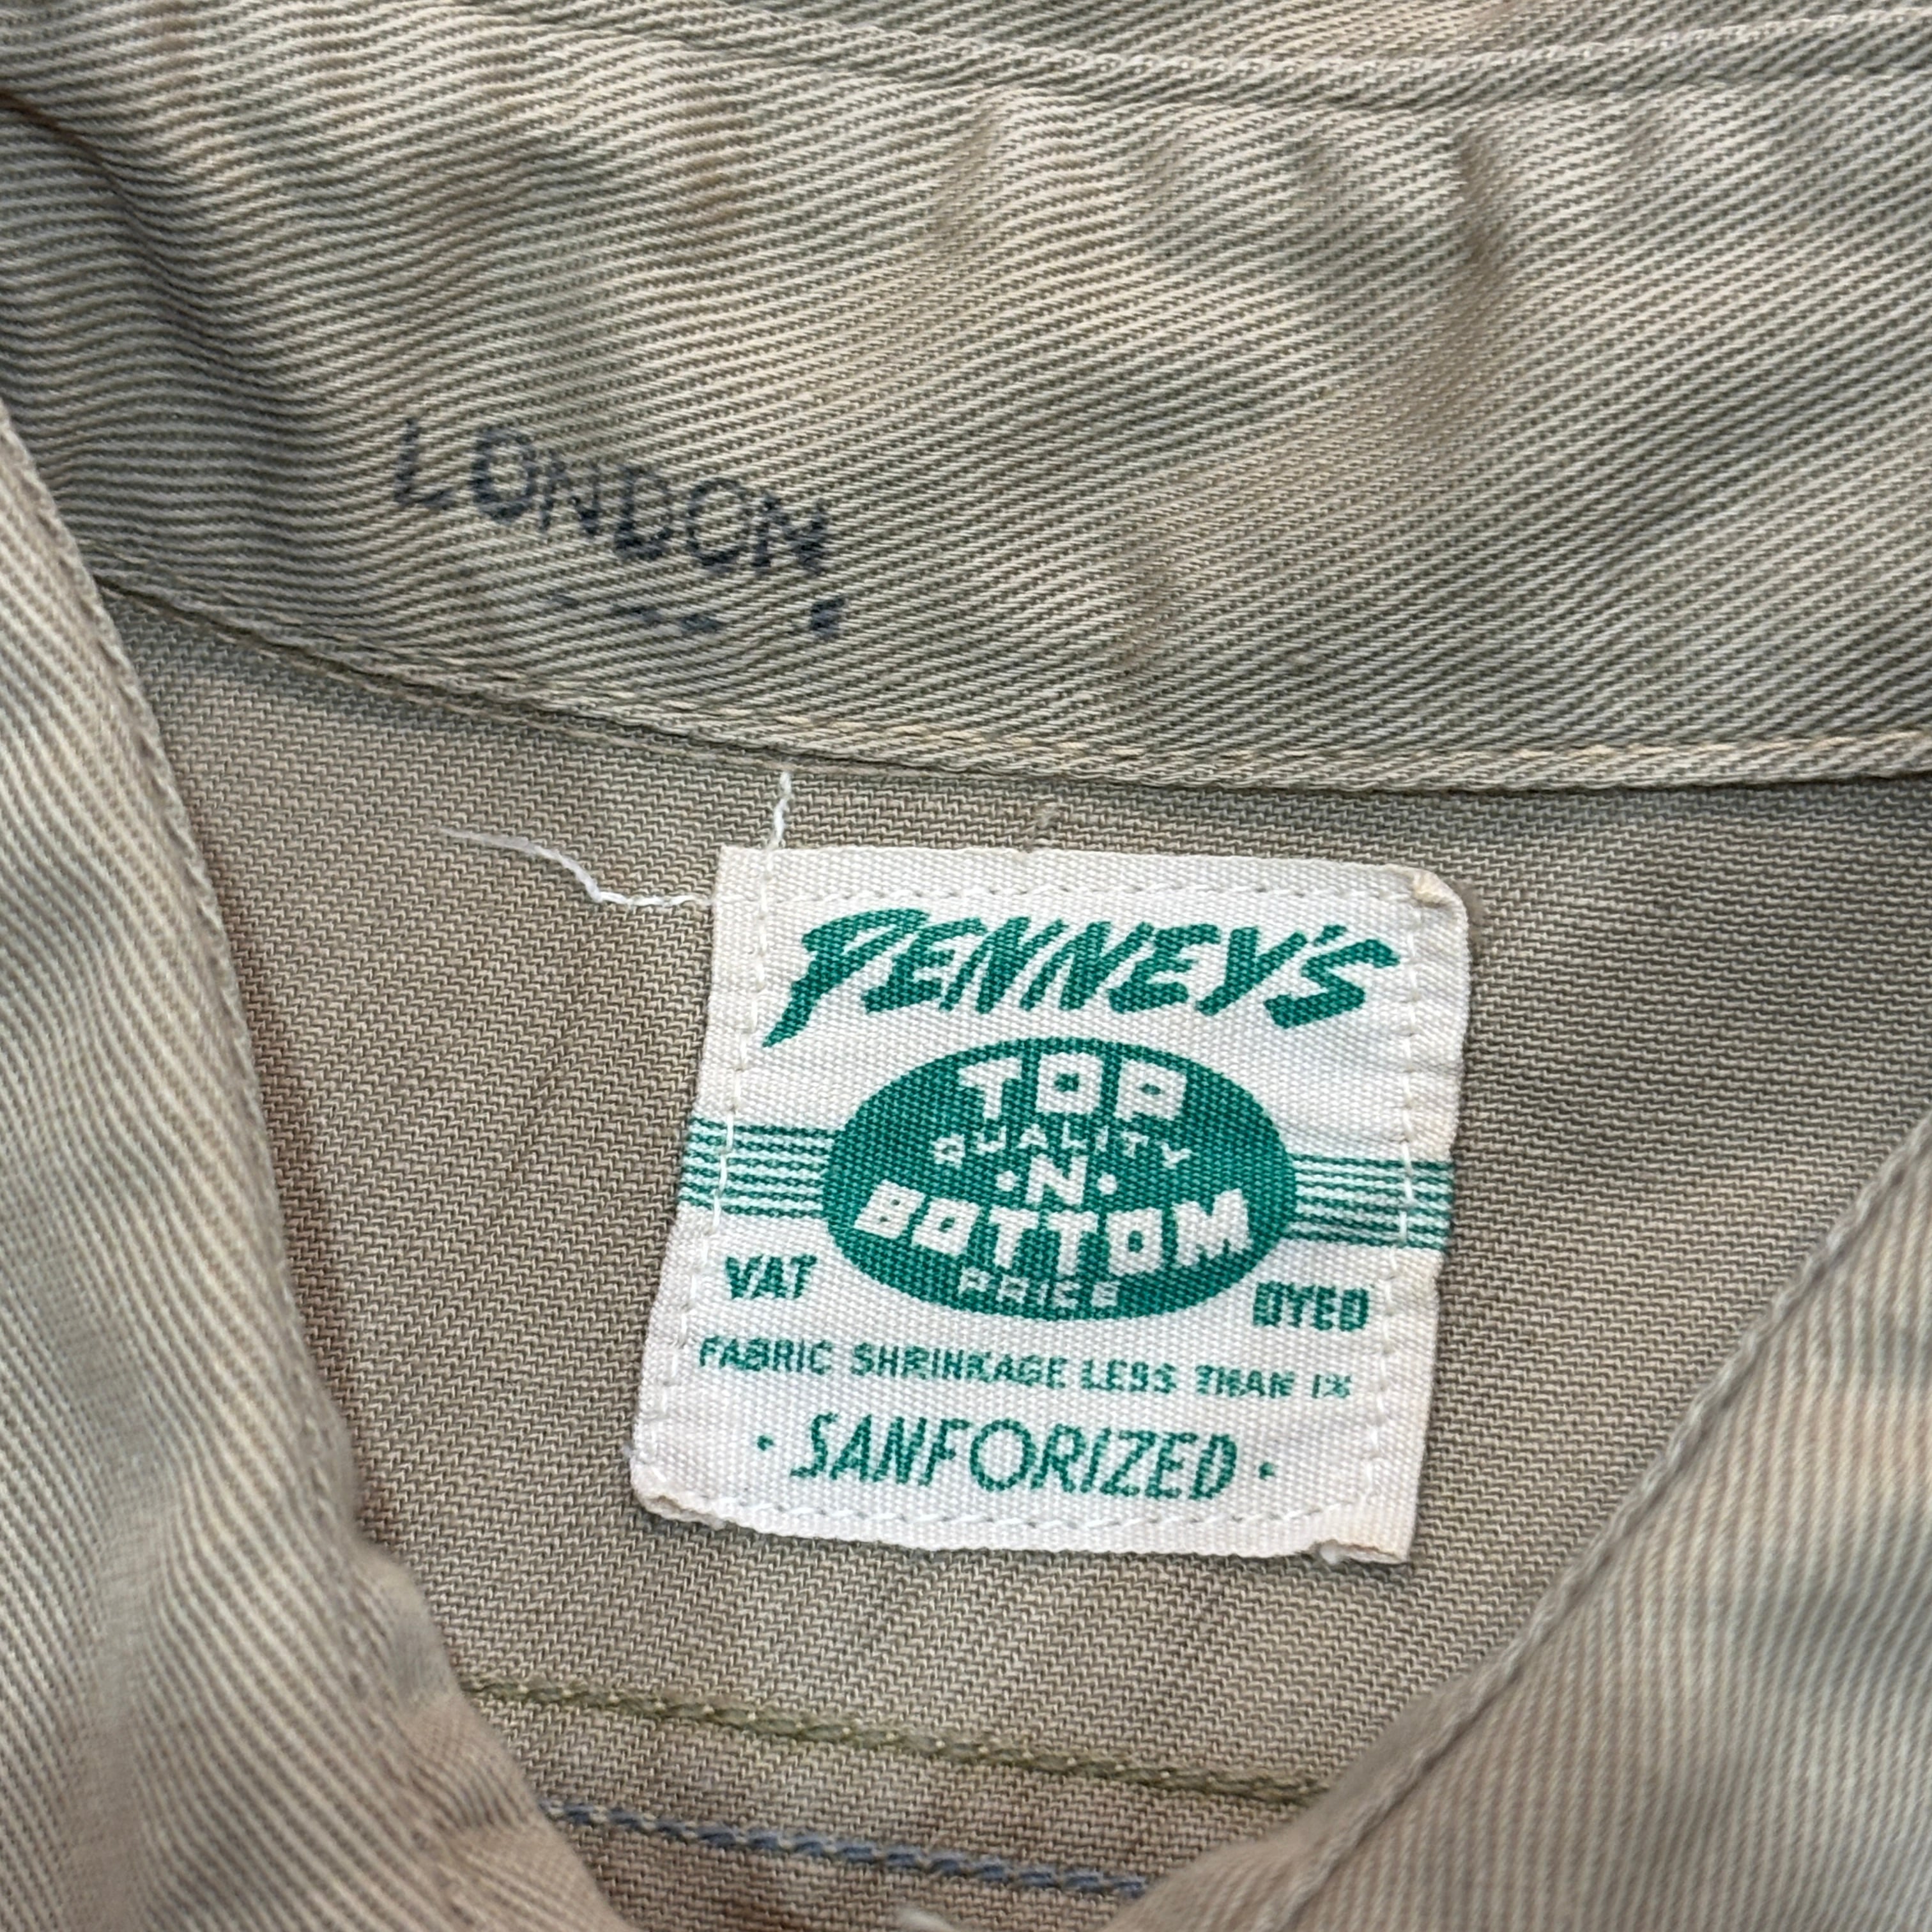 LONDON
PENNEY'S
TOP
QUALITY
·N·
BOTTOM
PRICE
VAT DYED
FABRIC SHRINKAGE LESS THAN 1%
· SANFORIZED ·